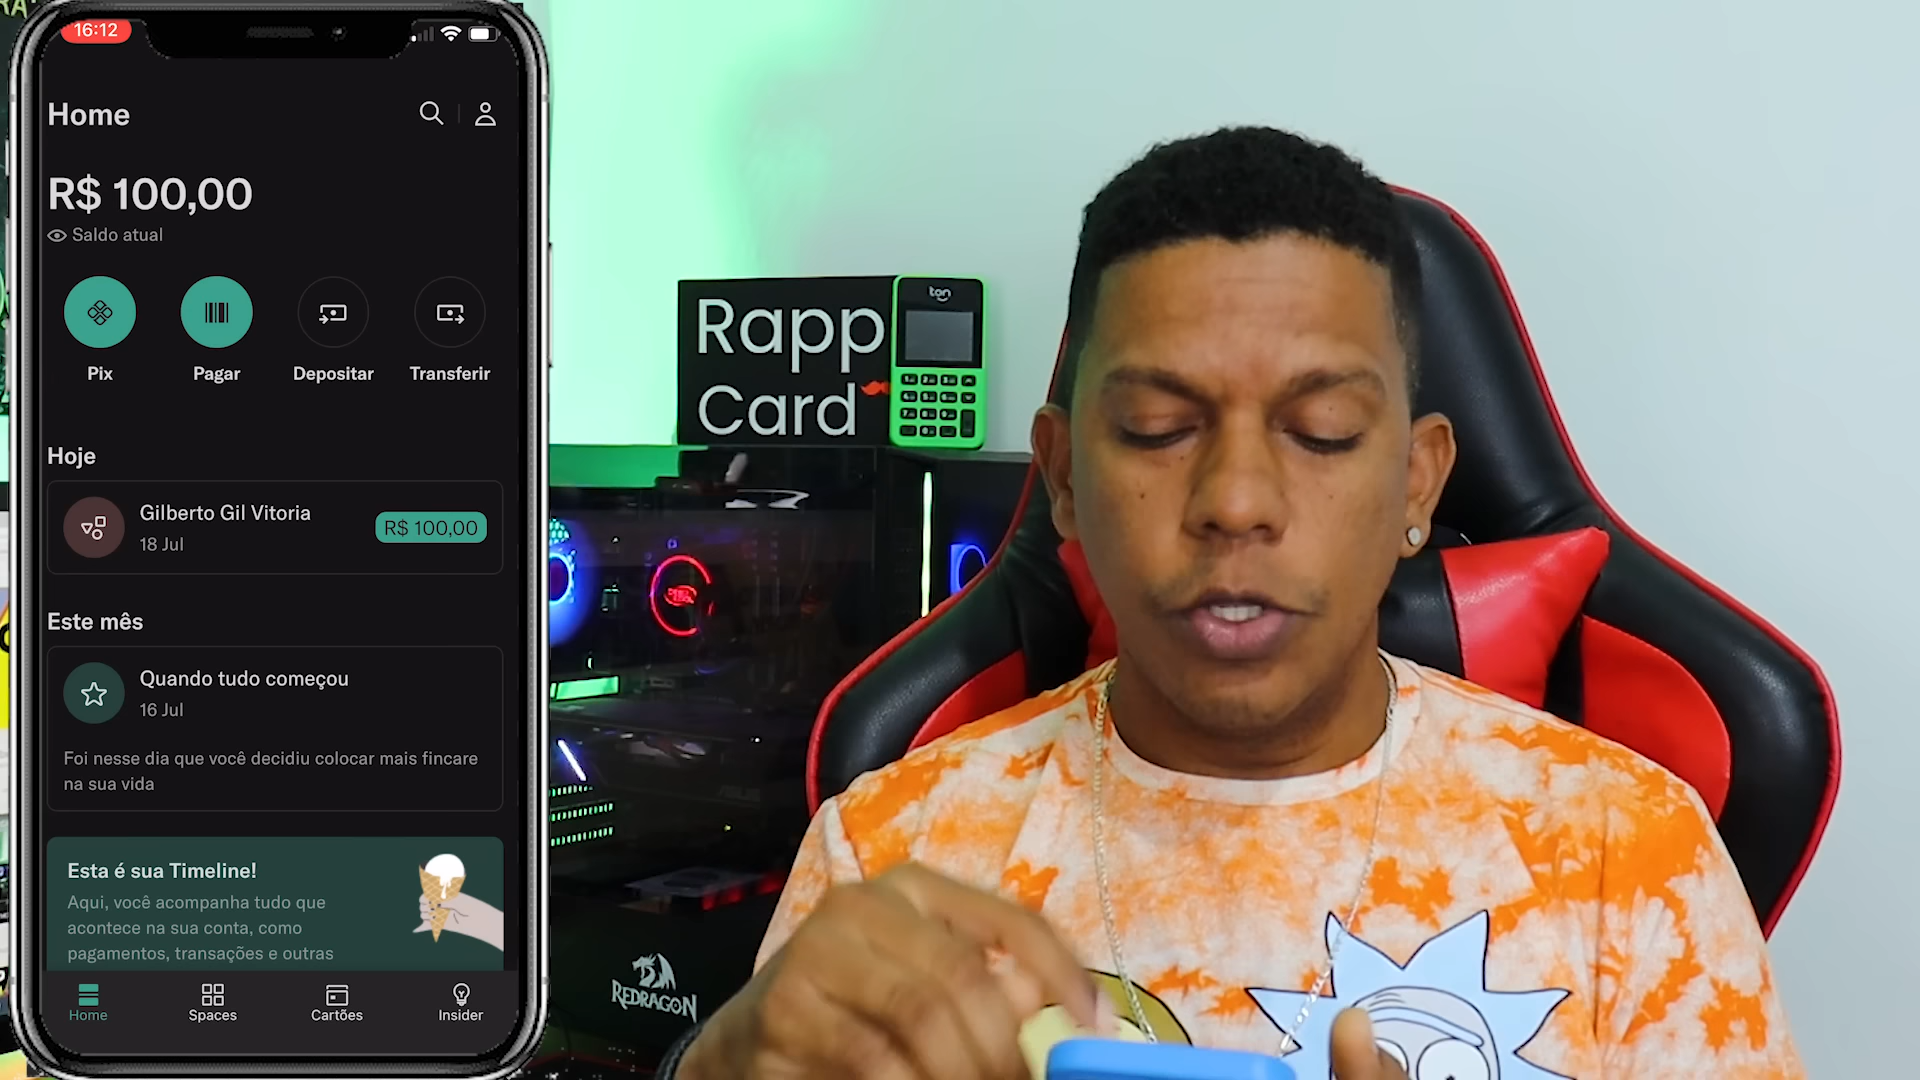 16:12
Home
R$ 100,00
Saldo atual
Pix
Pagar
Depositar
Transferir
Hoje
Gilberto Gil Vitoria
18 Jul
R$ 100,00
Este mês
Quando tudo começou
16 Jul
Foi nesse dia que você decidiu colocar mais fincare
na sua vida
Esta é sua Timeline!
Aqui, você acompanha tudo que
acontece na sua conta, como
pagamentos, transações e outras
Home
Spaces
Cartões
Insider
Rapp
Card
ton
REDRAGON